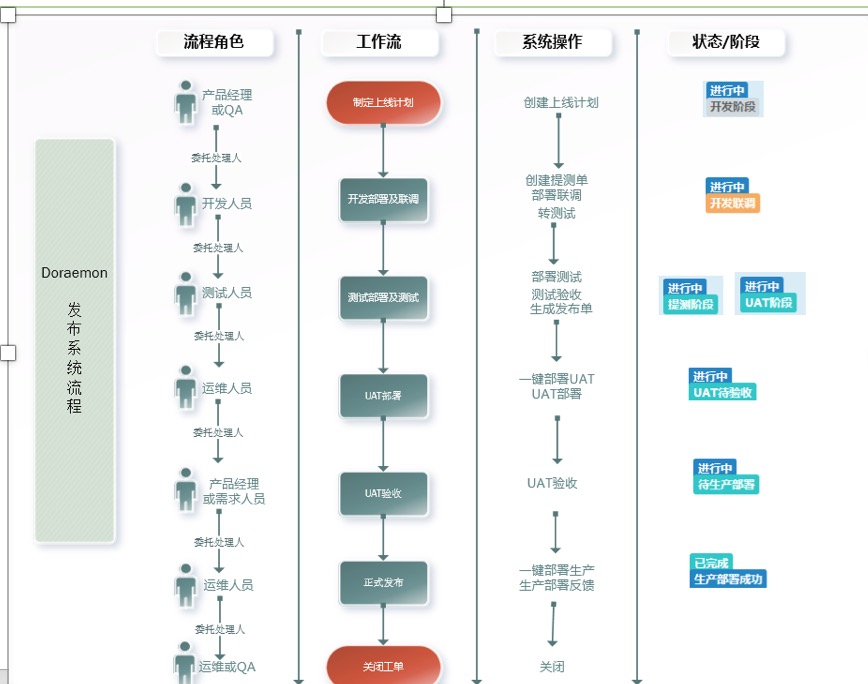 流程角色
工作流
系统操作
状态/阶段
Doraemon
发布系统流程
产品经理
或QA
制定上线计划
创建上线计划
进行中
开发阶段
委托处理人
开发人员
开发部署及联调
创建提测单
部署联调
转测试
进行中
开发联调
委托处理人
测试人员
测试部署及测试
部署测试
测试验收
生成发布单
进行中
提测阶段
进行中
UAT阶段
委托处理人
运维人员
UAT部署
一键部署UAT
UAT部署
进行中
UAT待验收
委托处理人
产品经理
或需求人员
UAT验收
UAT验收
进行中
待生产部署
委托处理人
运维人员
正式发布
一键部署生产
生产部署反馈
已完成
生产部署成功
委托处理人
运维或QA
关闭工单
关闭